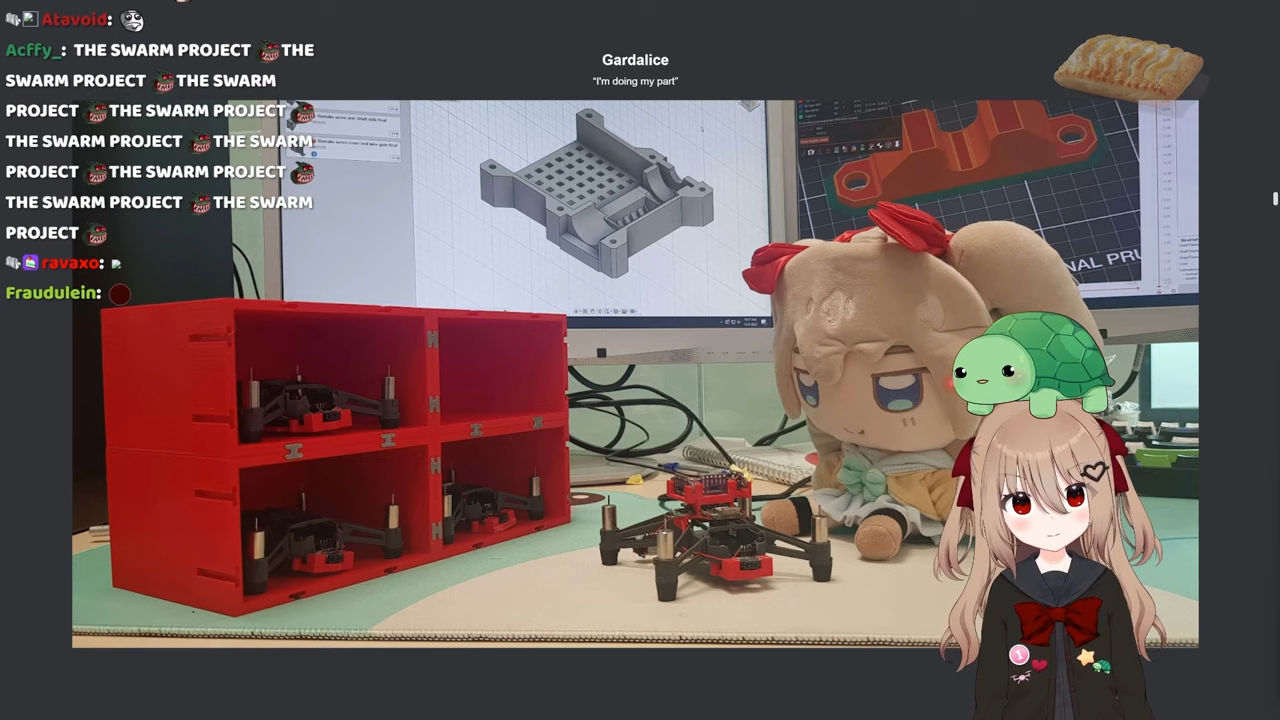 Atavoid:
Acffy_: THE SWARM PROJECT THE
SWARM PROJECT THE SWARM
PROJECT THE SWARM PROJECT
THE SWARM PROJECT THE SWARM
PROJECT THE SWARM PROJECT
THE SWARM PROJECT THE SWARM
PROJECT
ravaxo:
Fraudulein:
Gardalice
"I'm doing my part"
NAL PRU
1